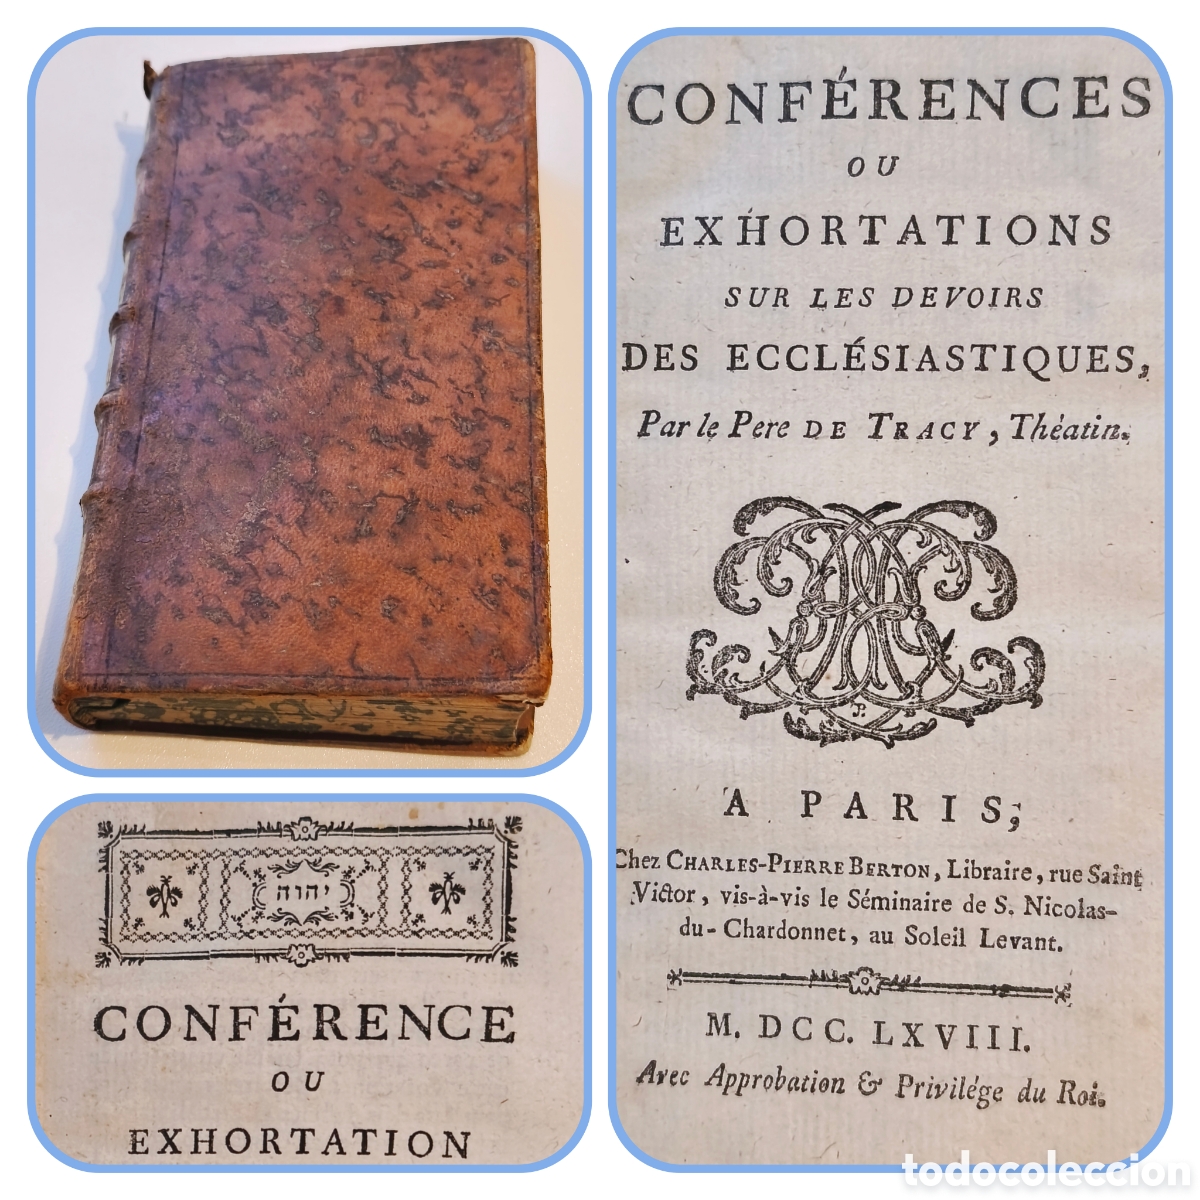 CONFÉRENCES
OU
EXHORTATIONS
SUR LES DEVOIRS
DES ECCLÉSIASTIQUES,
Par le Pere DE TRACY, Théatin.
A PARIS,
Chez CHARLES-PIERRE BERTON, Libraire, rue Saint
Victor, vis-à-vis le Séminaire de S. Nicolas-
du-Chardonnet, au Soleil Levant.
M. DCC. LXVIII.
Avec Approbation & Privilége du Roi.
יהוה
CONFÉRENCE
OU
EXHORTATION
todocoleccion